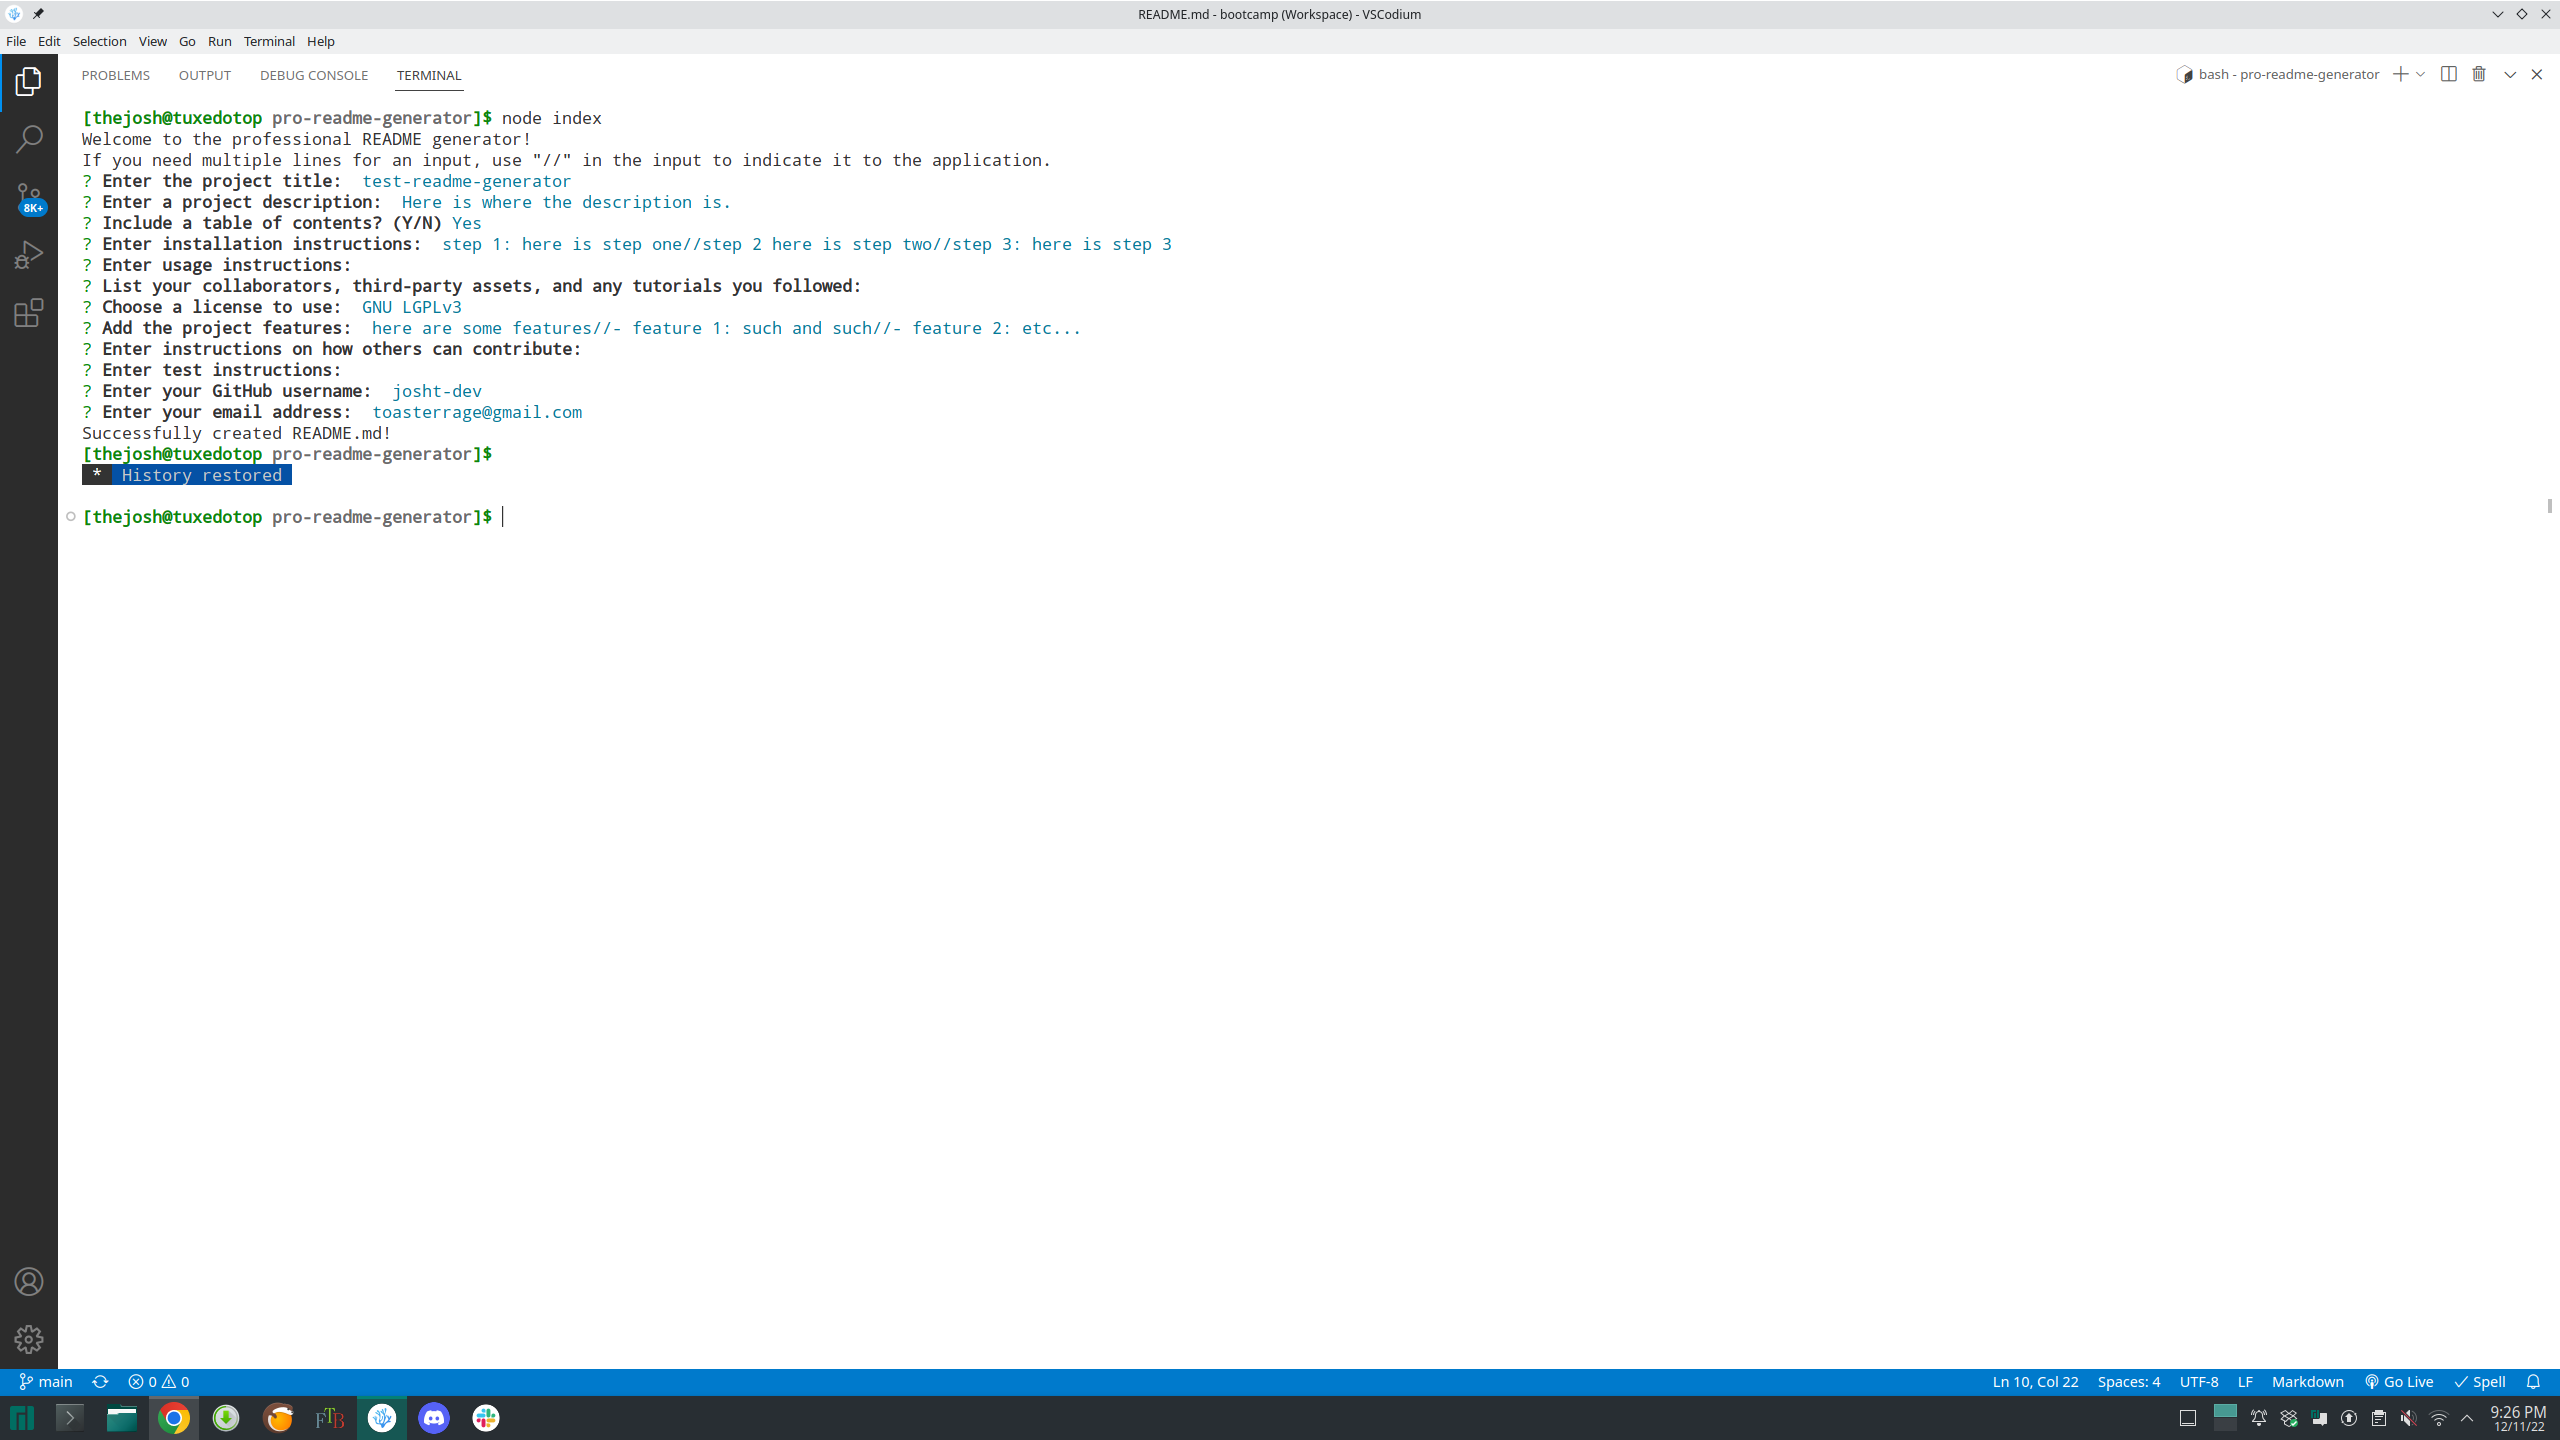 README.md - bootcamp (Workspace) - VSCodium
File Edit Selection View Go Run Terminal Help
PROBLEMS OUTPUT DEBUG CONSOLE TERMINAL
bash - pro-readme-generator
[thejosh@tuxedotop pro-readme-generator]$ node index
Welcome to the professional README generator!
If you need multiple lines for an input, use "//" in the input to indicate it to the application.
? Enter the project title:  test-readme-generator
? Enter a project description:  Here is where the description is.
? Include a table of contents? (Y/N) Yes
? Enter installation instructions:  step 1: here is step one//step 2 here is step two//step 3: here is step 3
? Enter usage instructions:
? List your collaborators, third-party assets, and any tutorials you followed:
? Choose a license to use:  GNU LGPLv3
? Add the project features:  here are some features//- feature 1: such and such//- feature 2: etc...
? Enter instructions on how others can contribute:
? Enter test instructions:
? Enter your GitHub username:  josht-dev
? Enter your email address:  toasterrage@gmail.com
Successfully created README.md!
[thejosh@tuxedotop pro-readme-generator]$
* History restored
[thejosh@tuxedotop pro-readme-generator]$
8K+
main 0 0
Ln 10, Col 22 Spaces: 4 UTF-8 LF Markdown Go Live Spell
FTB
9:26 PM
12/11/22